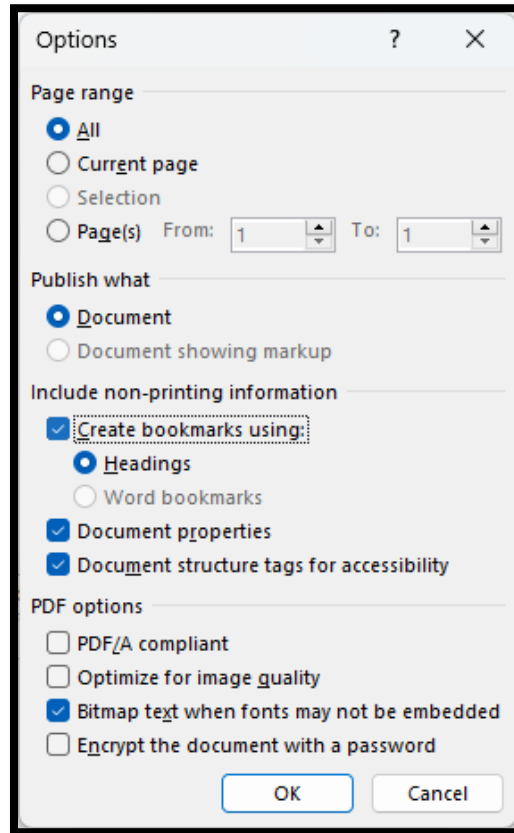 Options ?
Page range
All
Current page
Selection
Page(s) From: 1 To: 1
Publish what
Document
Document showing markup
Include non-printing information
Create bookmarks using:
Headings
Word bookmarks
Document properties
Document structure tags for accessibility
PDF options
PDF/A compliant
Optimize for image quality
Bitmap text when fonts may not be embedded
Encrypt the document with a password
OK Cancel